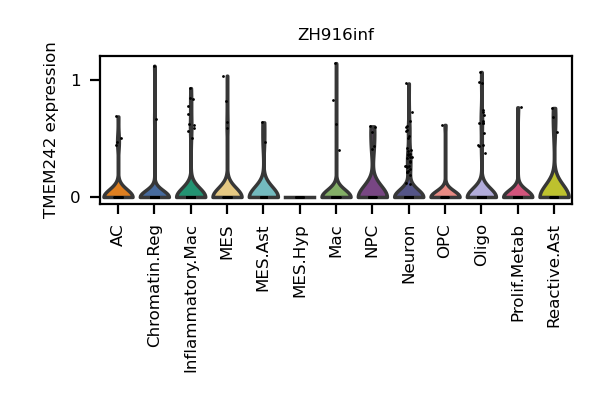 ZH916inf
TMEM242 expression
1
0
AC
Chromatin.Reg
Inflammatory.Mac
MES
MES.Ast
MES.Hyp
Mac
NPC
Neuron
OPC
Oligo
Prolif.Metab
Reactive.Ast